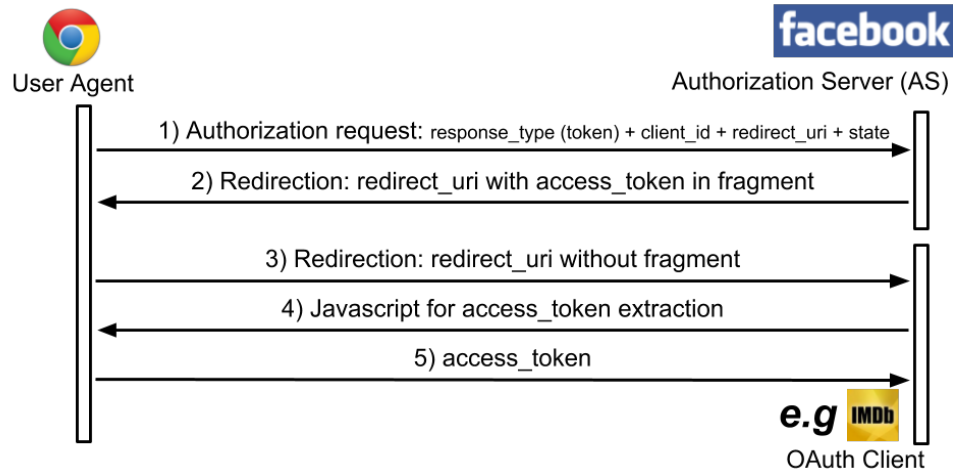 facebook
User Agent
Authorization Server (AS)
1) Authorization request: response_type (token) + client_id + redirect_uri + state
2) Redirection: redirect_uri with access_token in fragment
3) Redirection: redirect_uri without fragment
4) Javascript for access_token extraction
5) access_token
e.g IMDb
OAuth Client